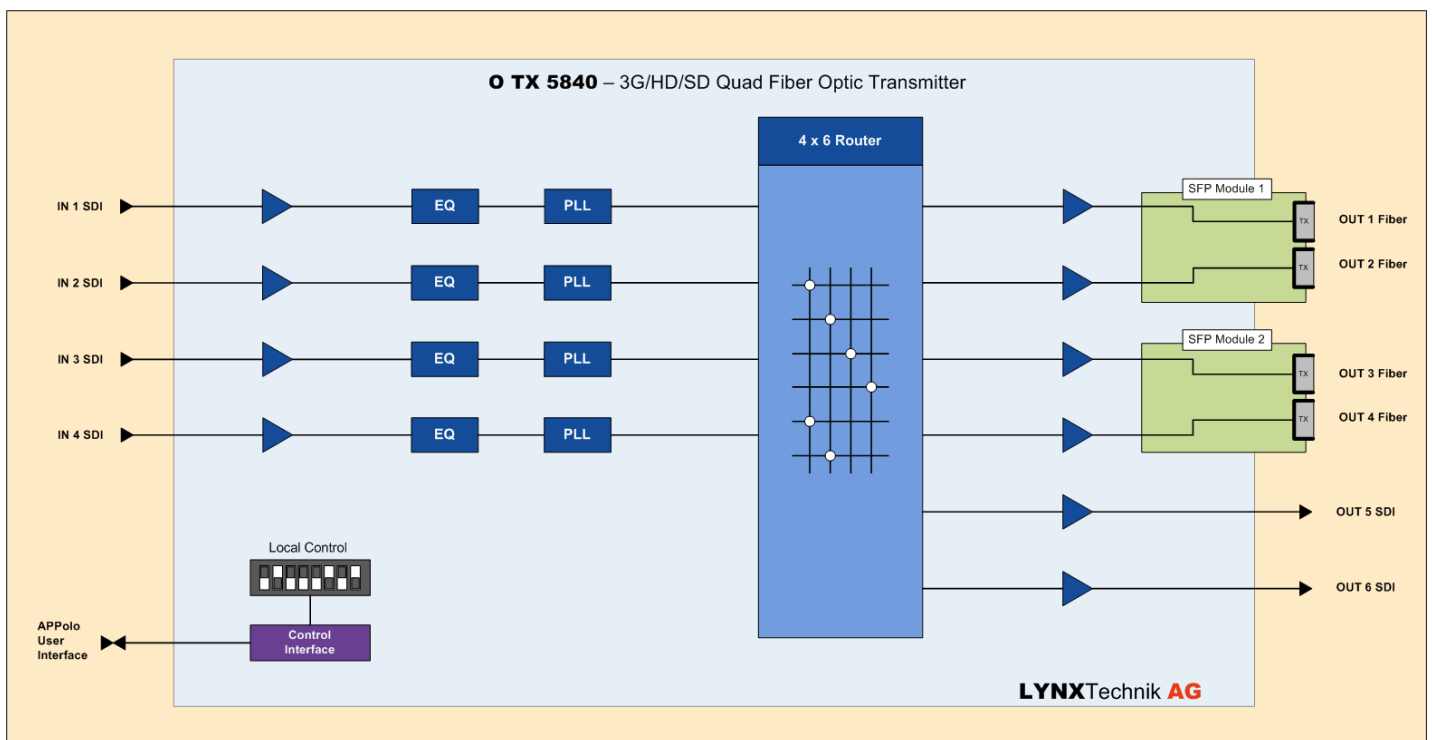 O TX 5840 – 3G/HD/SD Quad Fiber Optic Transmitter
4 x 6 Router
IN 1 SDI
EQ
PLL
SFP Module 1
TX
OUT 1 Fiber
IN 2 SDI
EQ
PLL
TX
OUT 2 Fiber
IN 3 SDI
EQ
PLL
SFP Module 2
TX
OUT 3 Fiber
IN 4 SDI
EQ
PLL
TX
OUT 4 Fiber
OUT 5 SDI
OUT 6 SDI
Local Control
APPolo
User
Interface
Control
Interface
LYNXTechnik AG